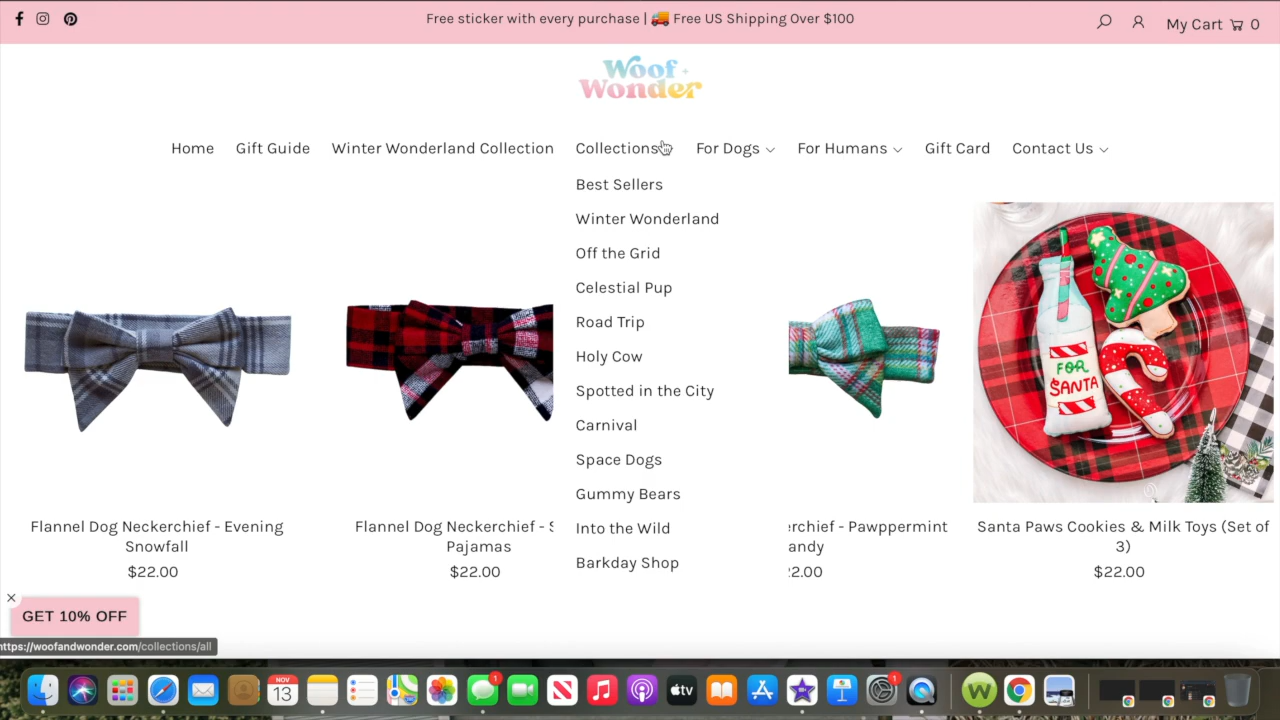 Free sticker with every purchase | 🚚 Free US Shipping Over $100
My Cart 0
Woof +
Wonder
Home Gift Guide Winter Wonderland Collection Collections For Dogs For Humans Gift Card Contact Us
Best Sellers
Winter Wonderland
Off the Grid
Celestial Pup
Road Trip
Holy Cow
Spotted in the City
Carnival
Space Dogs
Gummy Bears
Into the Wild
Barkday Shop
FOR
SANTA
Flannel Dog Neckerchief - Evening
Snowfall
$22.00
Flannel Dog Neckerchief - S
Pajamas
$22.00
erchief - Pawppermint
andy
22.00
Santa Paws Cookies & Milk Toys (Set of
3)
$22.00
GET 10% OFF
https://woofandwonder.com/collections/all
NOV
13
1
tv
1
W